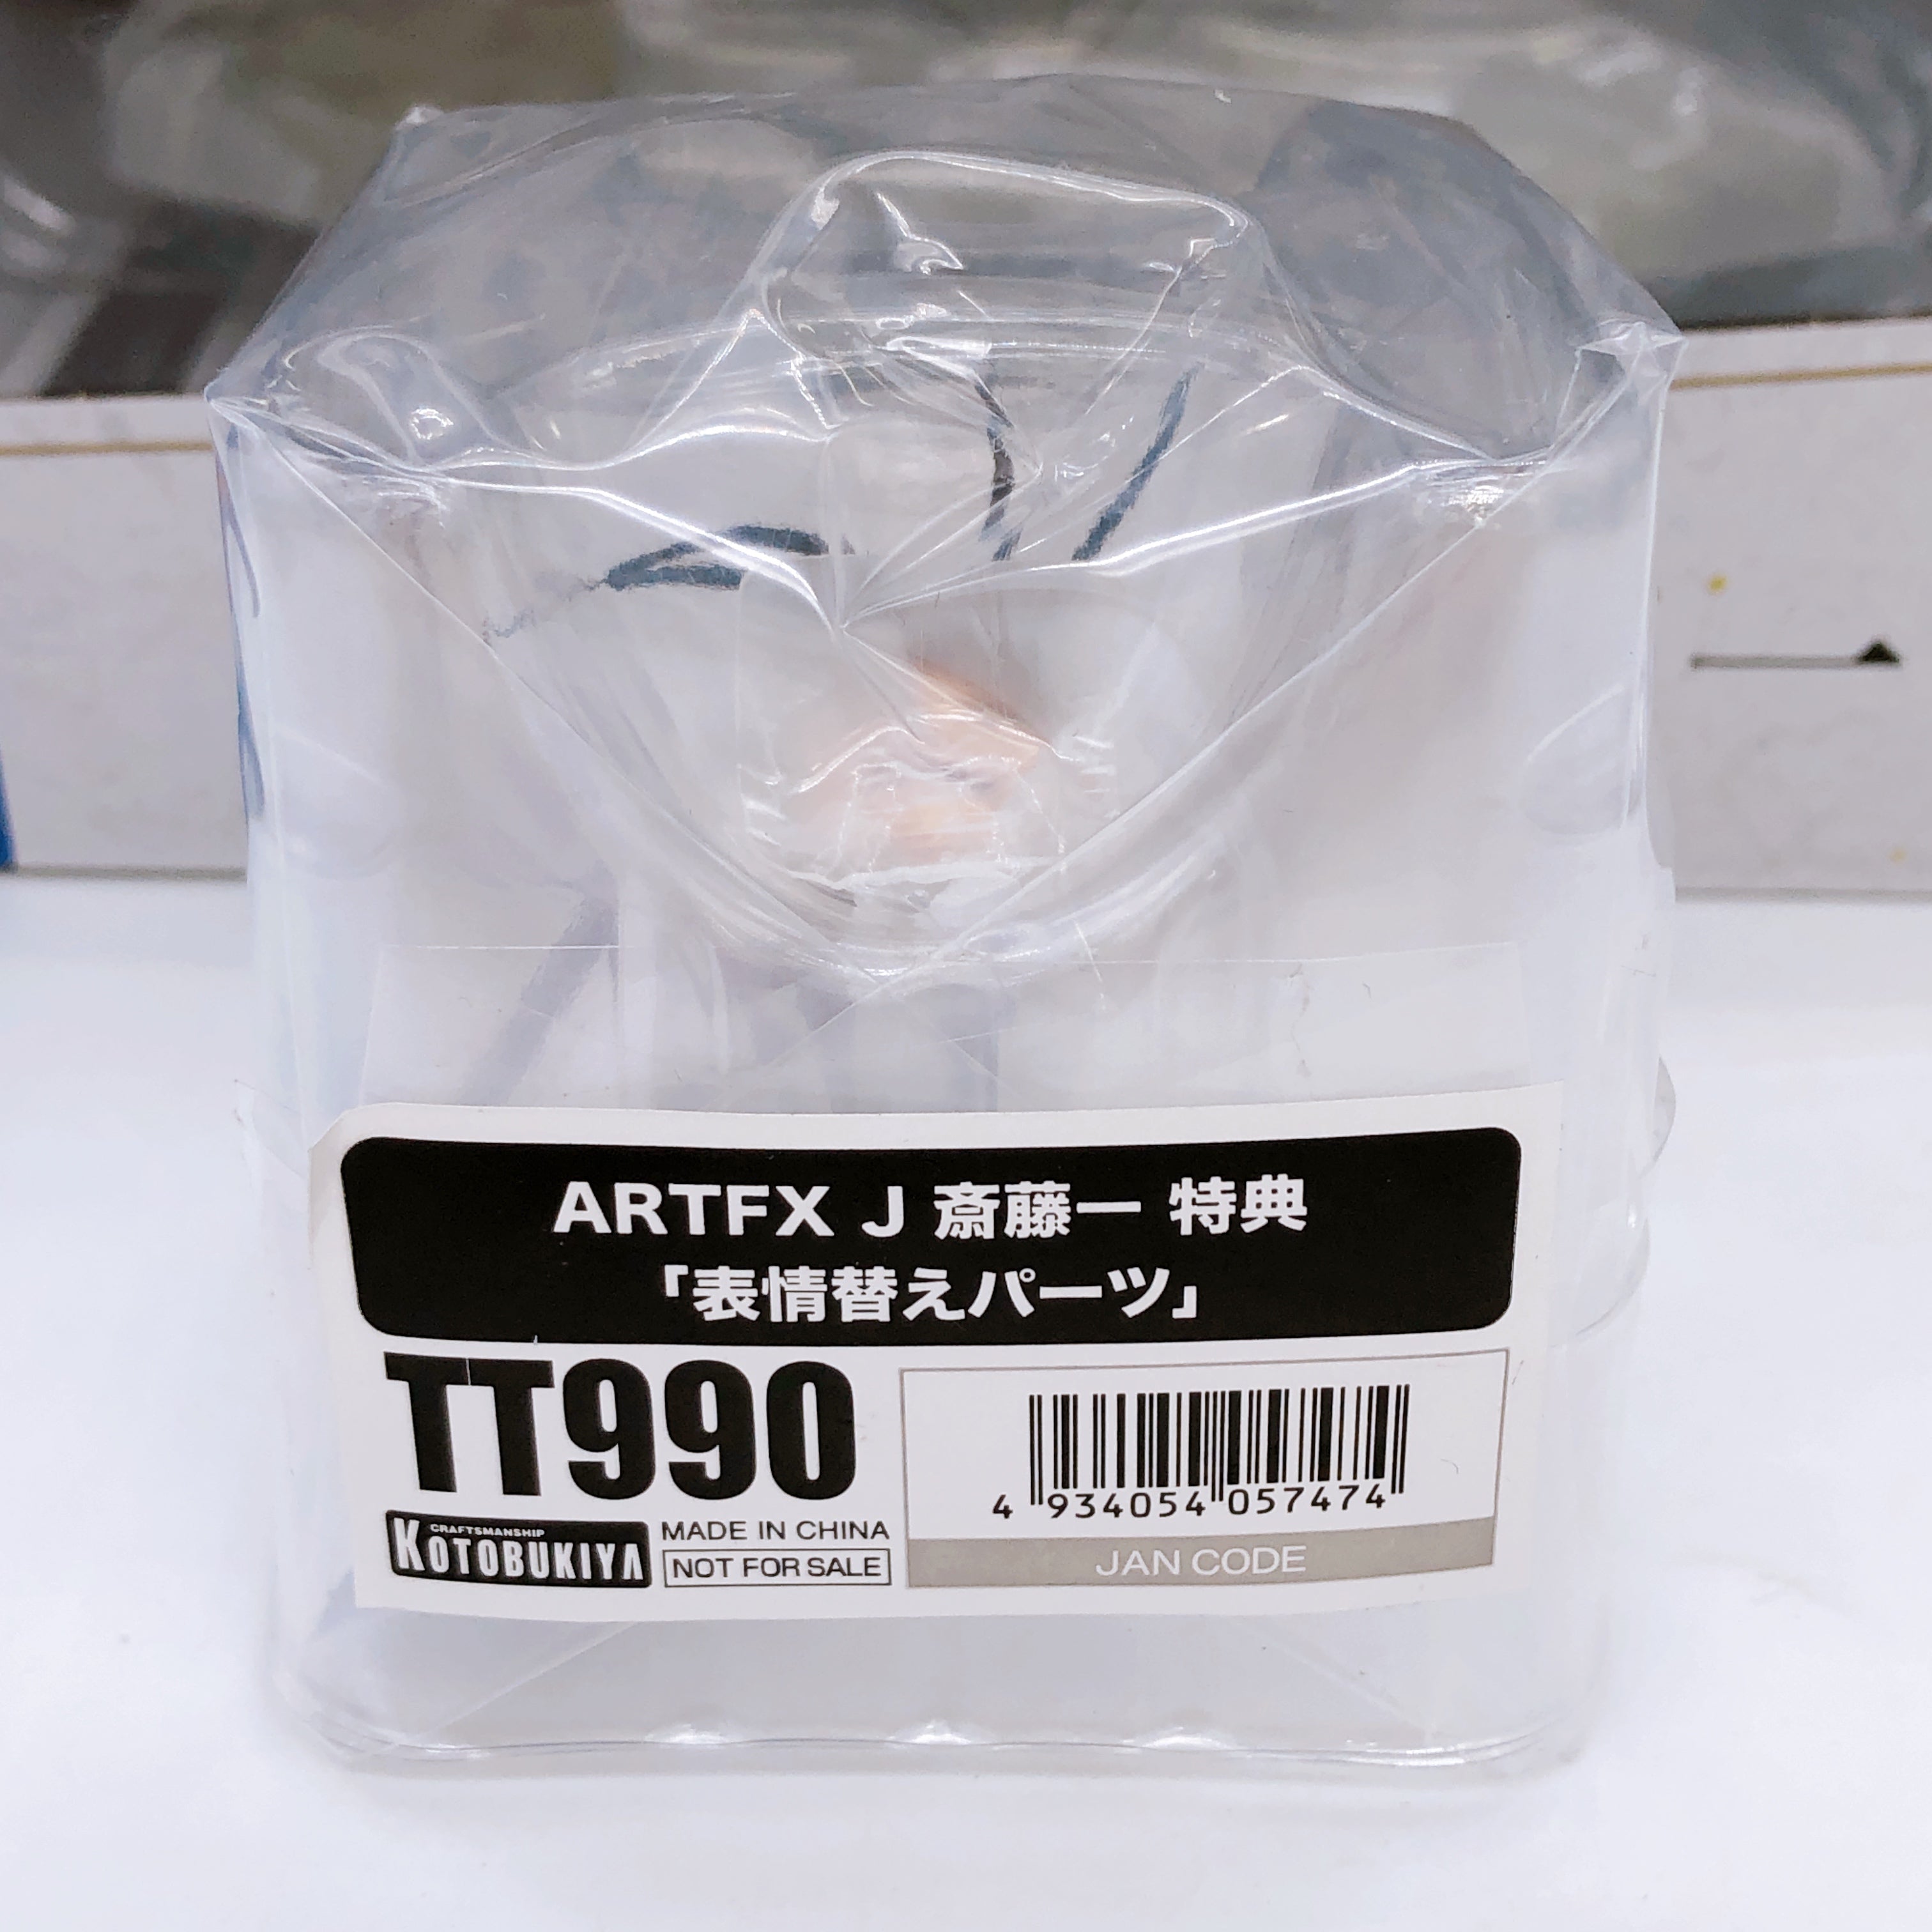 ARTFX J 斎藤一 特典
「表情替えパーツ」
TT990
CRAFTSMANSHIP
KOTOBUKIYA
MADE IN CHINA
NOT FOR SALE
4 934054 057474
JAN CODE